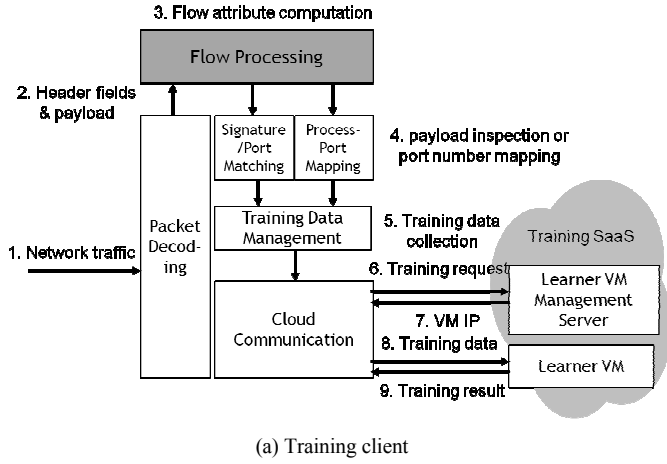 3. Flow attribute computation
Flow Processing
2. Header fields
& payload
Signature
/Port
Matching
Process-
Port
Mapping
4. payload inspection or
port number mapping
Packet
Decod-
ing
Training Data
Management
5. Training data
collection
Training SaaS
1. Network traffic
6. Training request
Learner VM
Management
Server
7. VM IP
Cloud
Communication
8. Training data
Learner VM
9. Training result
(a) Training client